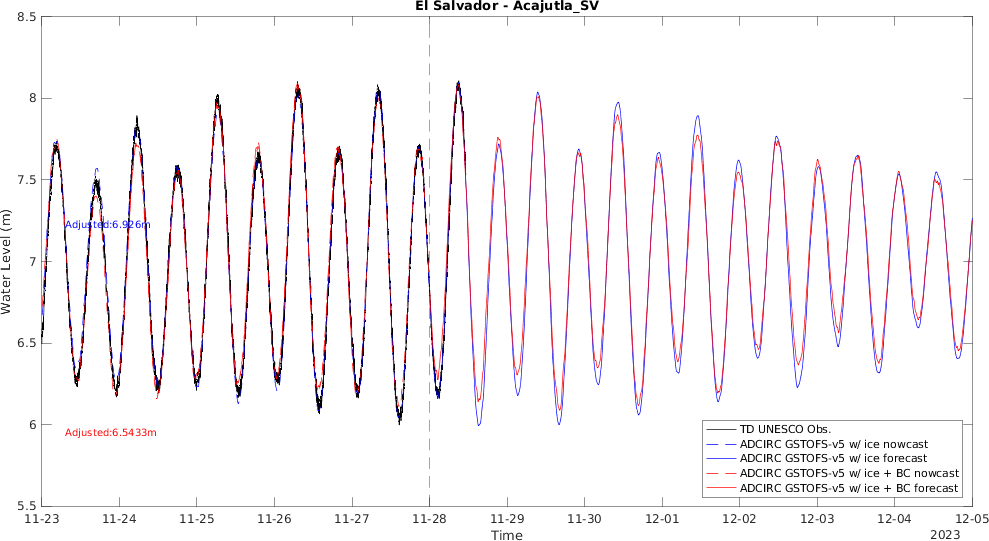 El Salvador - Acajutla_SV
8.5
8
7.5
7
6.5
6
5.5
Water Level (m)
Adjusted:6.926m
Adjusted:6.5433m
TD UNESCO Obs.
ADCIRC GSTOFS-v5 w/ ice nowcast
ADCIRC GSTOFS-v5 w/ ice forecast
ADCIRC GSTOFS-v5 w/ ice + BC nowcast
ADCIRC GSTOFS-v5 w/ ice + BC forecast
11-23 11-24 11-25 11-26 11-27 11-28 11-29 11-30 12-01 12-02 12-03 12-04 12-05
Time
2023